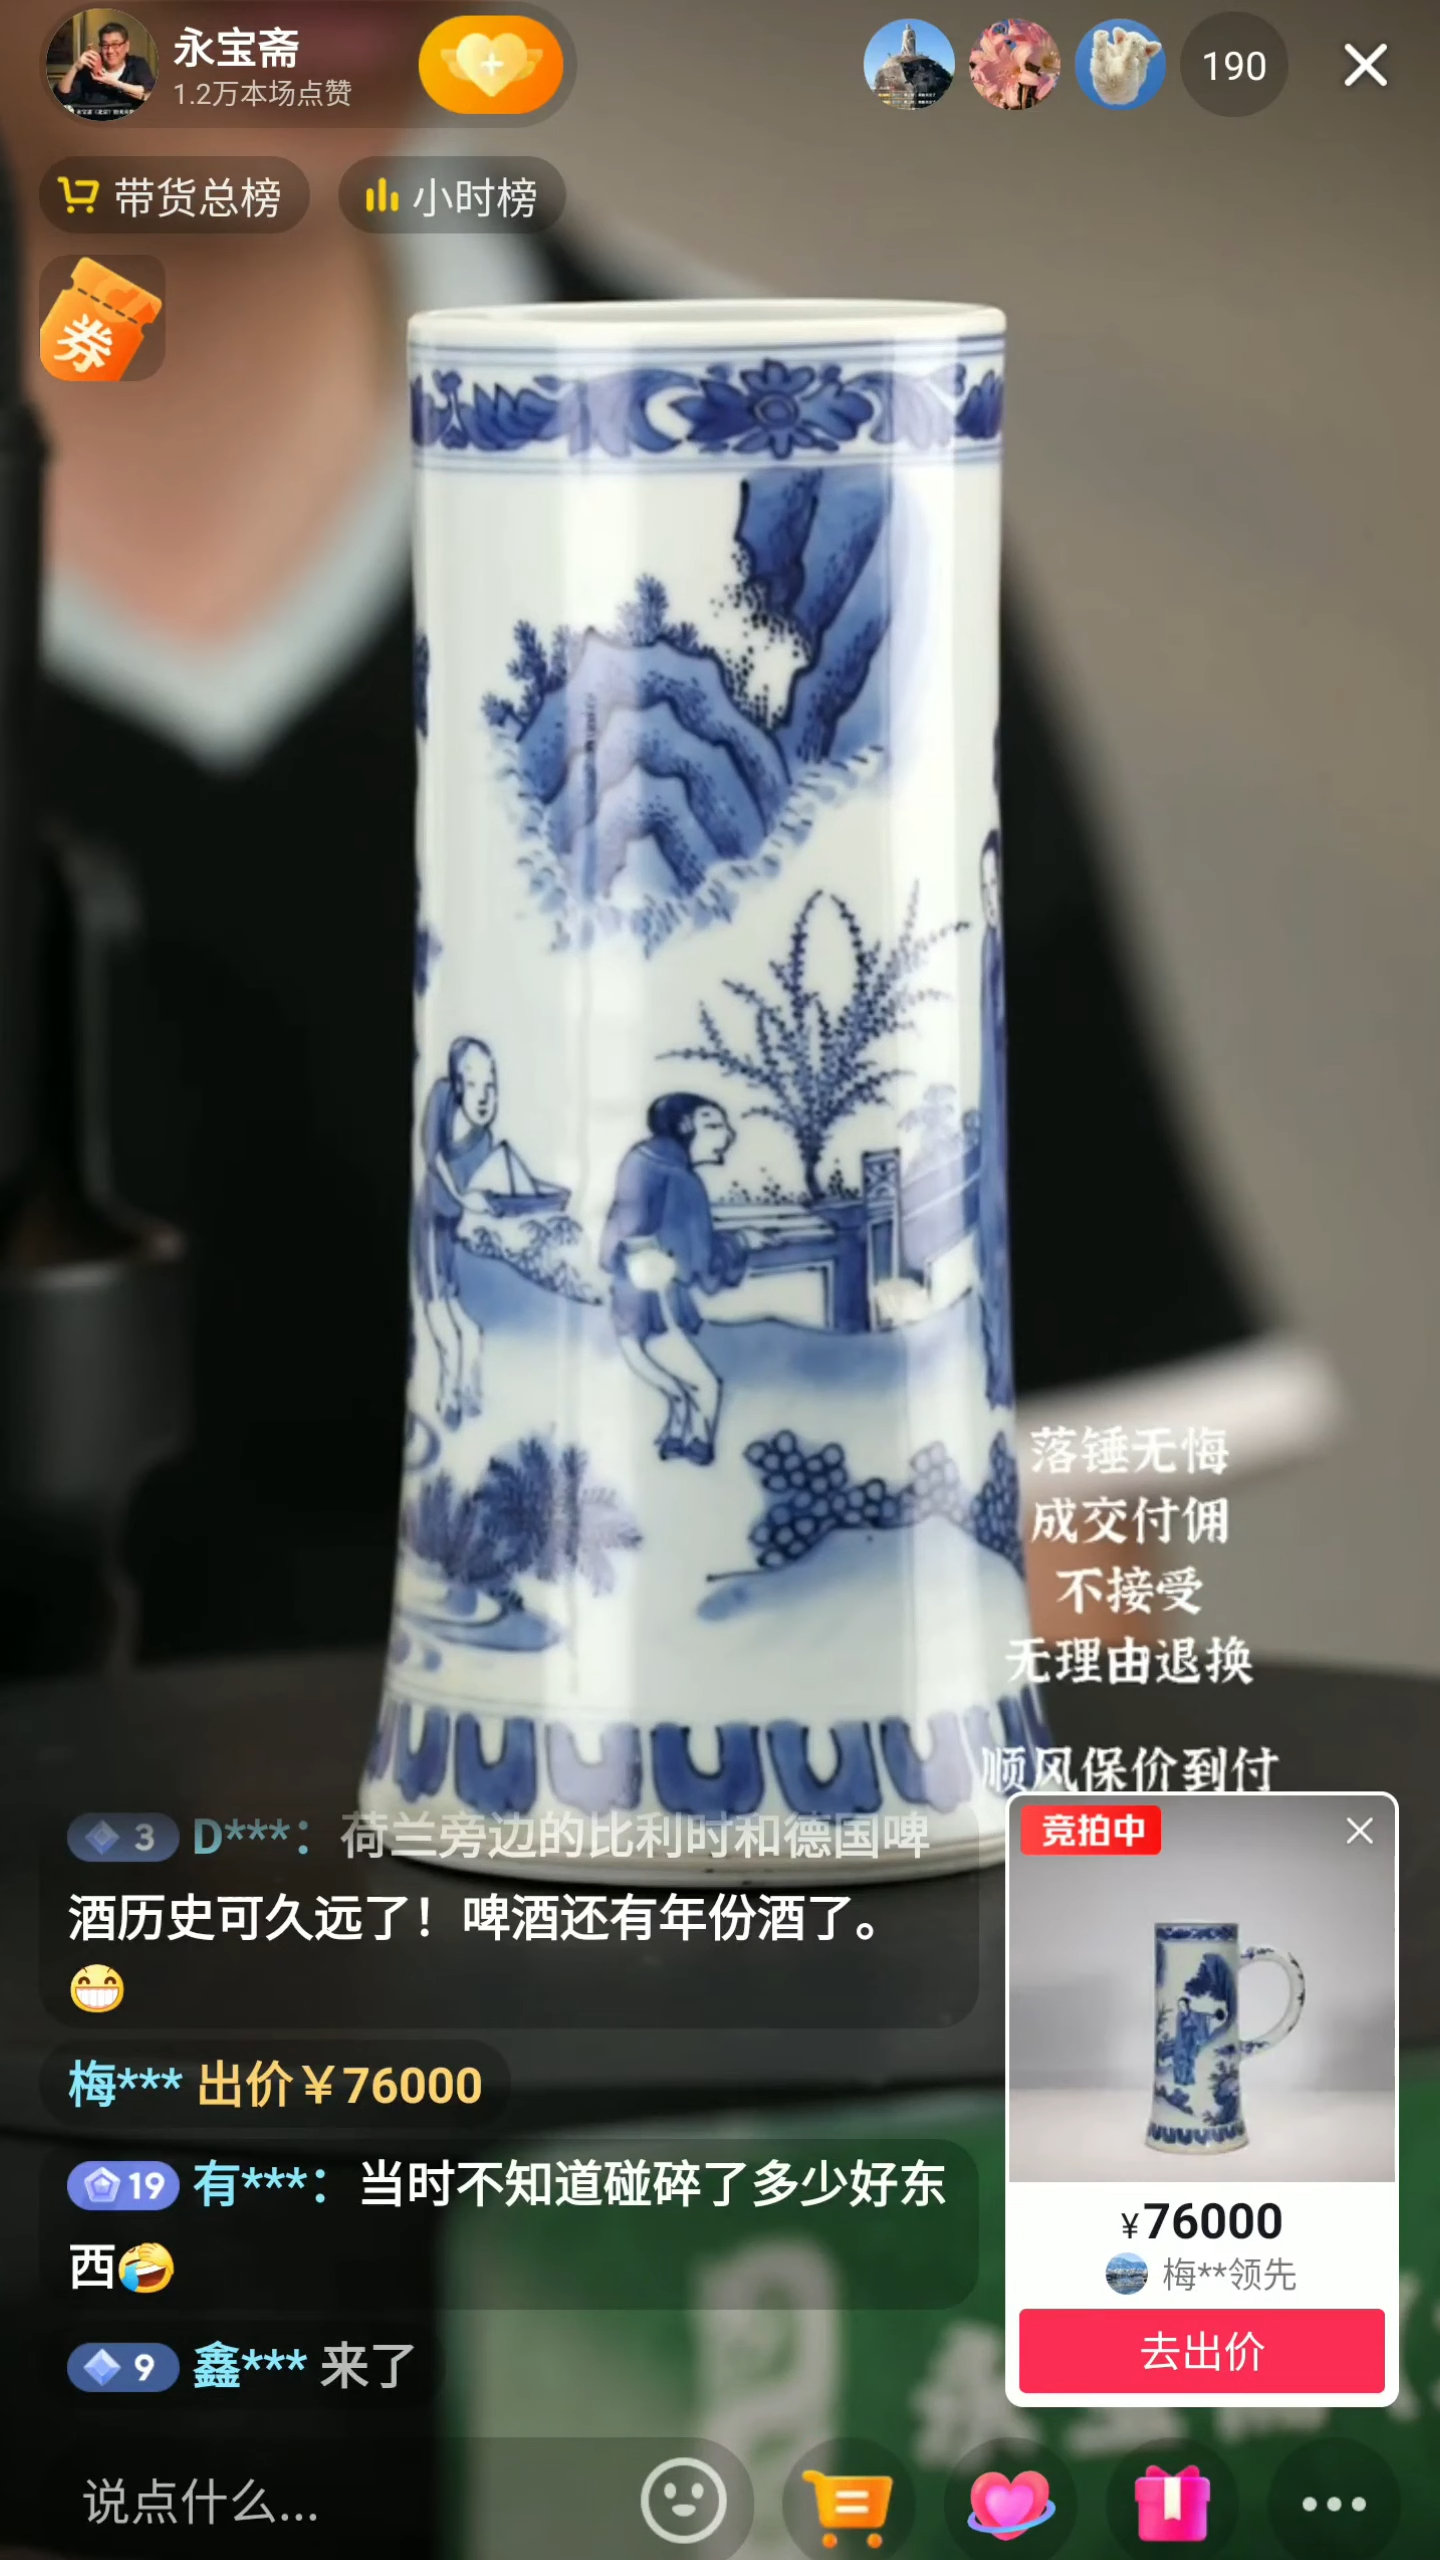 永宝斋
1.2万本场点赞
190
带货总榜
小时榜
券
落锤无悔
成交付佣
不接受
无理由退换
顺风保价到付
3 D***：荷兰旁边的比利时和德国啤
酒历史可久远了！啤酒还有年份酒了。
😁
梅*** 出价￥76000
19 有***：当时不知道碰碎了多少好东
西🤣
9 鑫*** 来了
竞拍中
¥76000
梅**领先
去出价
说点什么...